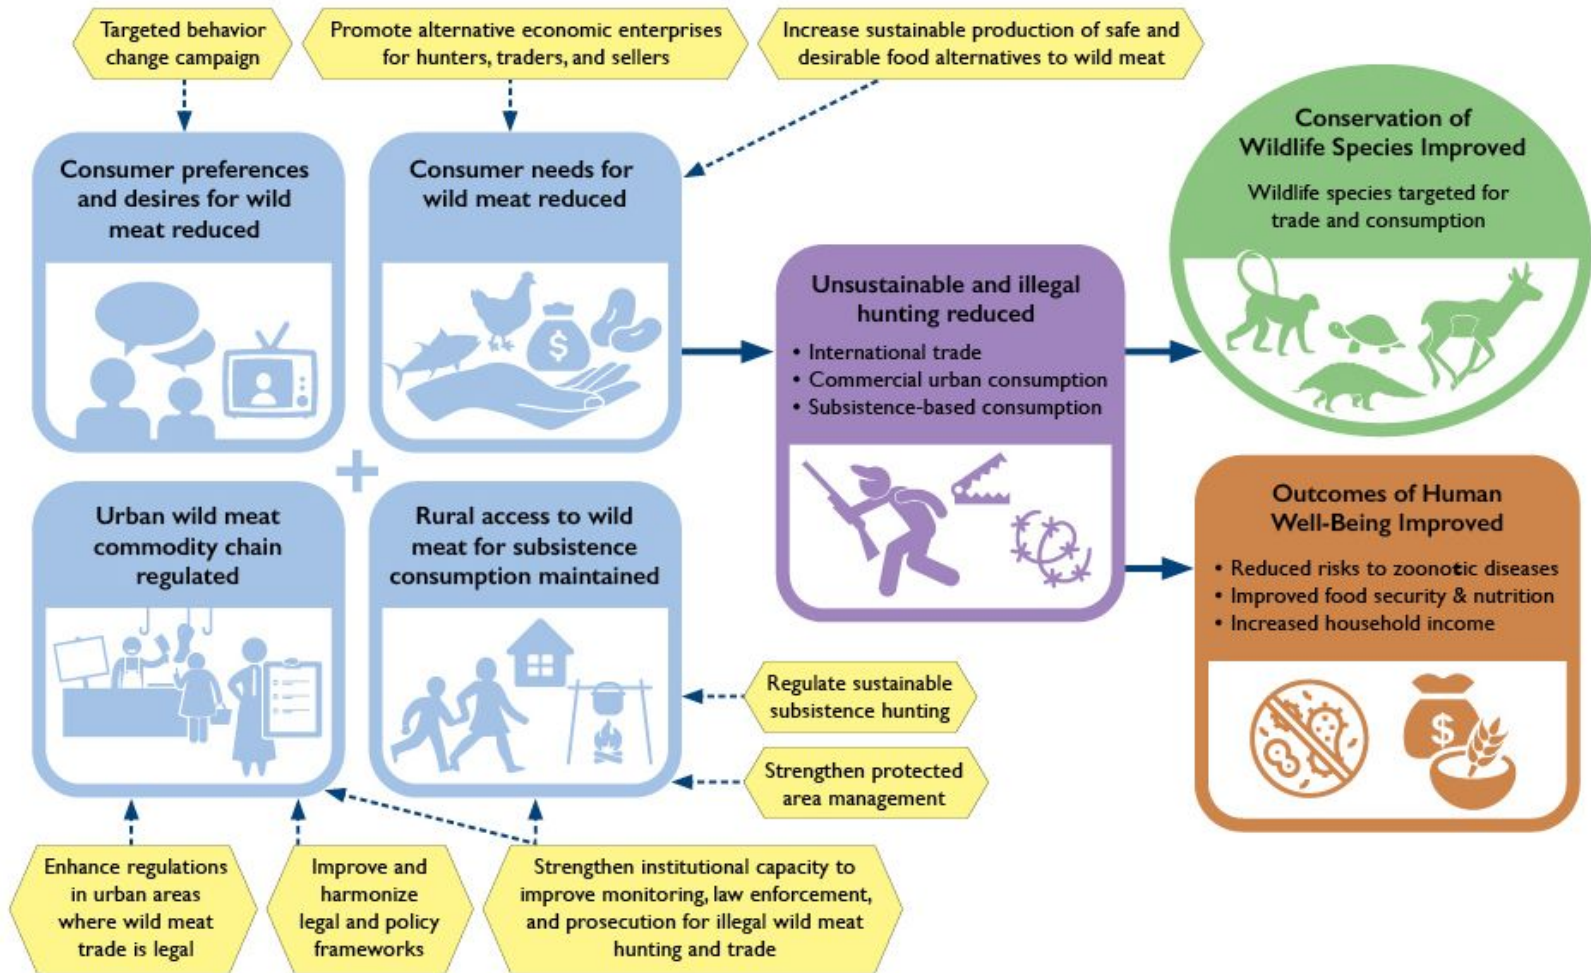 Targeted behavior
change campaign
Promote alternative economic enterprises
for hunters, traders, and sellers
Increase sustainable production of safe and
desirable food alternatives to wild meat
Consumer preferences
and desires for wild
meat reduced
Consumer needs for
wild meat reduced
$
Conservation of
Wildlife Species Improved
Wildlife species targeted for
trade and consumption
Unsustainable and illegal
hunting reduced
• International trade
• Commercial urban consumption
• Subsistence-based consumption
+
Urban wild meat
commodity chain
regulated
Rural access to wild
meat for subsistence
consumption maintained
Outcomes of Human
Well-Being Improved
• Reduced risks to zoonotic diseases
• Improved food security & nutrition
• Increased household income
$
Regulate sustainable
subsistence hunting
Strengthen protected
area management
Enhance regulations
in urban areas
where wild meat
trade is legal
Improve and
harmonize
legal and policy
frameworks
Strengthen institutional capacity to
improve monitoring, law enforcement,
and prosecution for illegal wild meat
hunting and trade